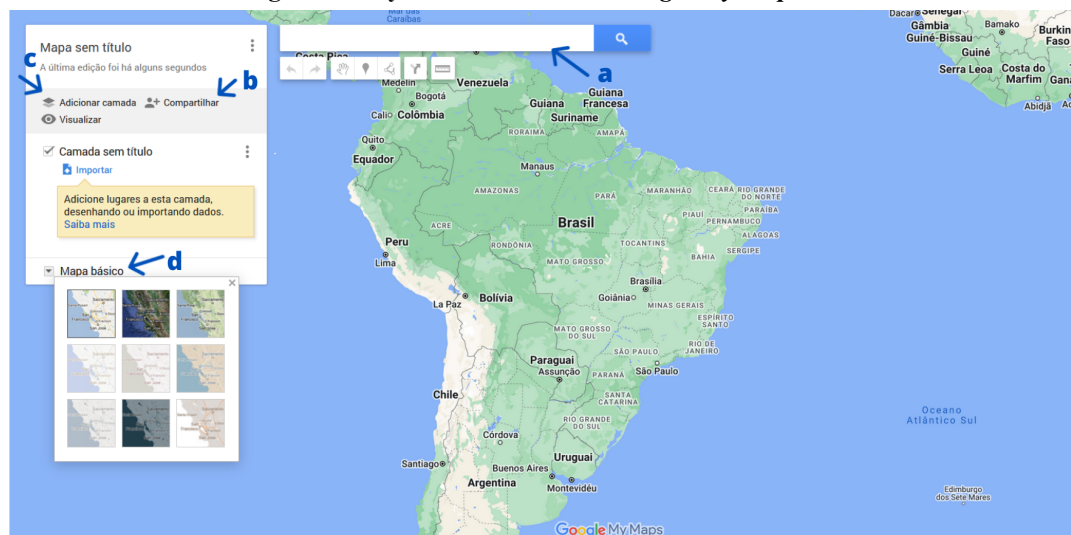 Mapa sem título
A última edição foi há alguns segundos
c
b
a
Adicionar camada
Compartilhar
Visualizar
Camada sem título
Importar
Adicione lugares a esta camada,
desenhando ou importando dados.
Saiba mais
Mapa básico
d
Caraíbas
Costa Rica
Dacar
Senegal
Gâmbia
Bamako
Burkin
Guiné-Bissau
Faso
Guiné
Serra Leoa
Costa do
Marfim
Gana
Abidjã
Medellín
Venezuela
Bogotá
Guiana
Guiana
Francesa
Cali
Colômbia
Suriname
RORAIMA
AMAPÁ
Quito
Equador
Manaus
AMAZONAS
PARÁ
MARANHÃO
CEARÁ
RIO GRANDE
DO NORTE
PARAÍBA
PIAUÍ
PERNAMBUCO
ACRE
Brasil
ALAGOAS
Peru
RONDÔNIA
TOCANTINS
SERGIPE
BAHIA
Lima
MATO GROSSO
Brasília
La Paz
Bolívia
Goiânia
MINAS GERAIS
ESPÍRITO
SANTO
MATO GROSSO
DO SUL
RIO DE
JANEIRO
SÃO PAULO
Paraguai
Assunção
PARANÁ
São Paulo
Chile
SANTA
CATARINA
RIO GRANDE
DO SUL
Oceano
Atlântico Sul
Córdova
Santiago
Uruguai
Buenos Aires
Argentina
Montevidéu
Edimburgo
dos Sete Mares
Google My Maps